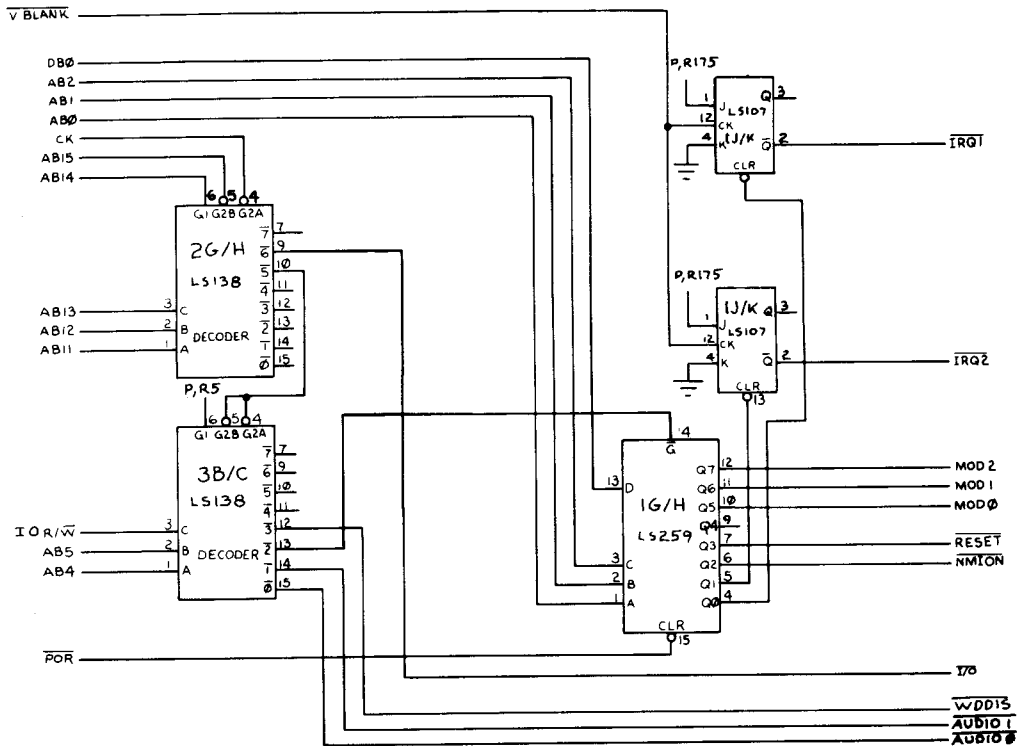 V BLANK
DBØ
AB2
AB1
ABØ
CK
AB15
AB14
6 5 4
G1 G2B G2A
2G/H
LS138
DECODER
7 7
6 9
5 10
4 11
3 12
2 13
1 14
Ø 15
AB13 3 C
AB12 2 B
AB11 1 A
P,R5
6 5 4
G1 G2B G2A
3B/C
LS138
DECODER
7 7
6 9
5 10
4 11
3 12
2 13
1 14
Ø 15
IO R/W 3 C
AB5 2 B
AB4 1 A
POR
P,R175
1 J
LS107
12 CK
1J/K
4 K
Q 3
Q 2
CLR
IRQ1
P,R175
1J/K
1 J
LS107
12 CK
4 K
Q 3
Q 2
CLR
13
IRQ2
14
G
13 D
1G/H
LS259
3 C
2 B
1 A
Q7 12
Q6 11
Q5 10
Q4 9
Q3 7
Q2 6
Q1 5
QØ 4
CLR
15
MOD2
MOD1
MODØ
RESET
NMION
I/O
WDDIS
AUDIO 1
AUDIO Ø